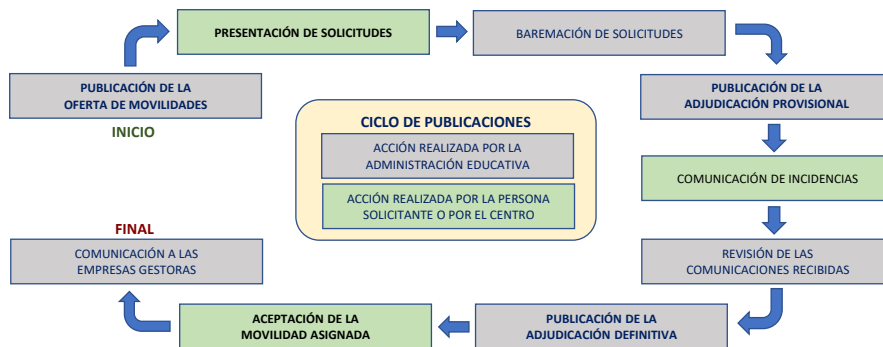 PRESENTACIÓN DE SOLICITUDES
BAREMACIÓN DE SOLICITUDES
PUBLICACIÓN DE LA
OFERTA DE MOVILIDADES
INICIO
PUBLICACIÓN DE LA
ADJUDICACIÓN PROVISIONAL
CICLO DE PUBLICACIONES
ACCIÓN REALIZADA POR LA
ADMINISTRACIÓN EDUCATIVA
ACCIÓN REALIZADA POR LA PERSONA
SOLICITANTE O POR EL CENTRO
COMUNICACIÓN DE INCIDENCIAS
FINAL
COMUNICACIÓN A LAS
EMPRESAS GESTORAS
REVISIÓN DE LAS
COMUNICACIONES RECIBIDAS
ACEPTACIÓN DE LA
MOVILIDAD ASIGNADA
PUBLICACIÓN DE LA
ADJUDICACIÓN DEFINITIVA